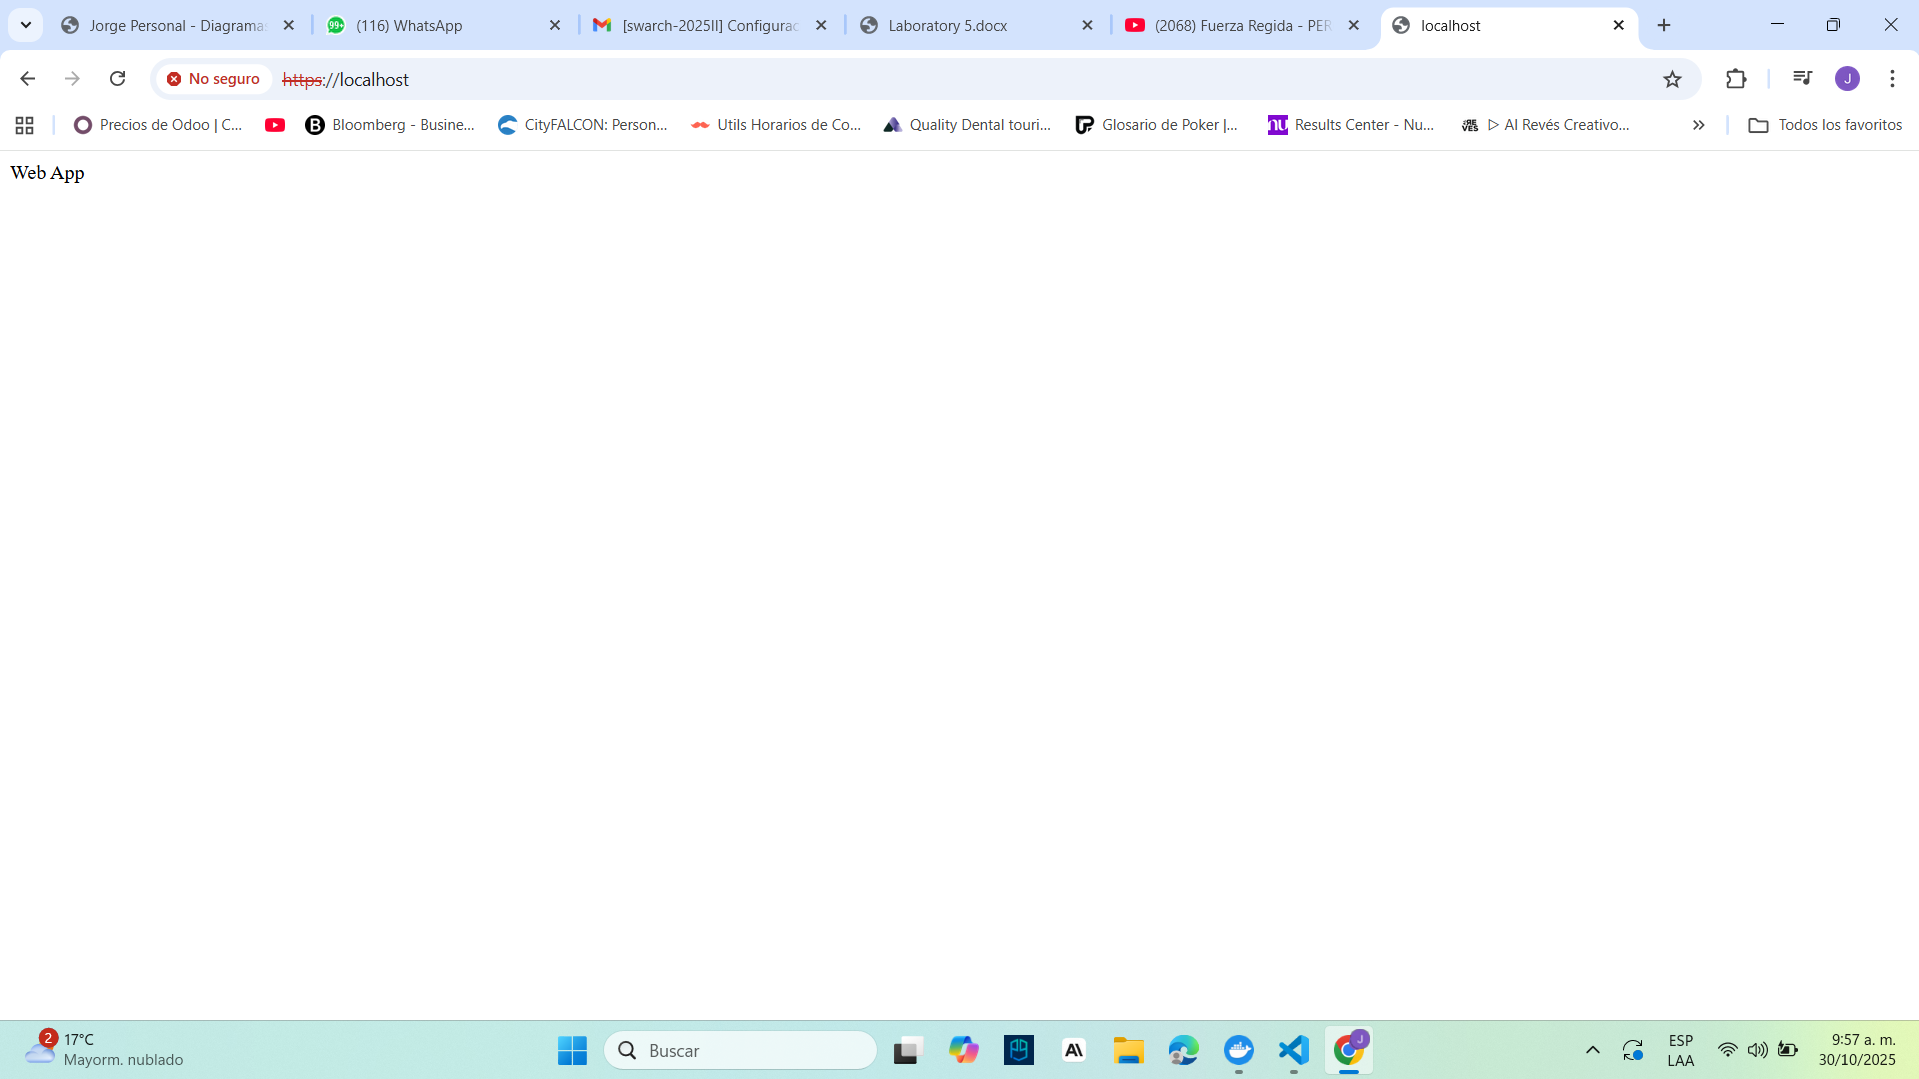 Jorge Personal - Diagramas
(116) WhatsApp
[swarch-2025II] Configurac
Laboratory 5.docx
(2068) Fuerza Regida - PER
localhost
No seguro
https://localhost
J
Precios de Odoo | C...
Bloomberg - Busine...
CityFALCON: Person...
Utils Horarios de Co...
Quality Dental touri...
Glosario de Poker |...
Results Center - Nu...
ᐅ Al Revés Creativo...
Todos los favoritos
Web App
2
17°C
Mayorm. nublado
Buscar
J
ESP
LAA
9:57 a. m.
30/10/2025